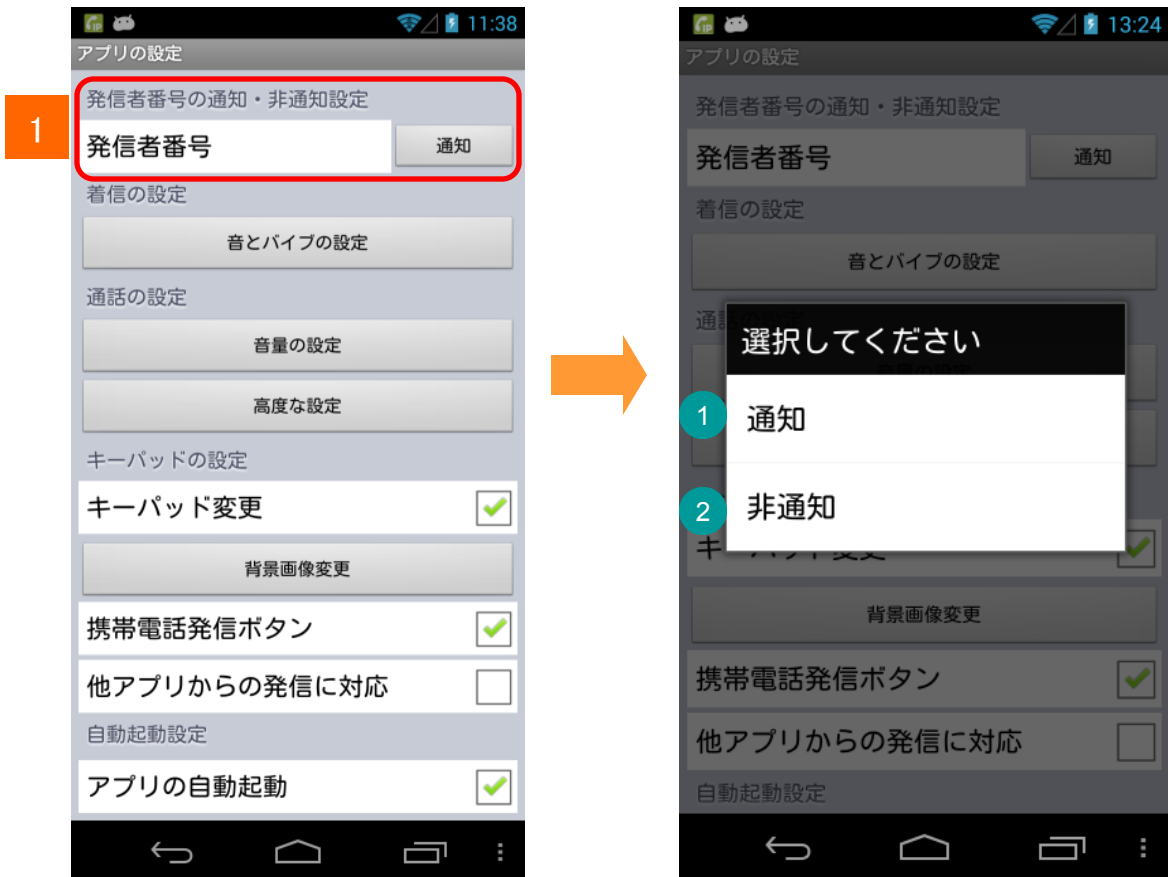 11:38
アプリの設定
1
発信者番号の通知・非通知設定
発信者番号
通知
着信の設定
音とバイブの設定
通話の設定
音量の設定
高度な設定
キーパッドの設定
キーパッド変更
背景画像変更
携帯電話発信ボタン
他アプリからの発信に対応
自動起動設定
アプリの自動起動
13:24
アプリの設定
発信者番号の通知・非通知設定
発信者番号
通知
着信の設定
音とバイブの設定
選択してください
1
通知
2
非通知
背景画像変更
携帯電話発信ボタン
他アプリからの発信に対応
自動起動設定